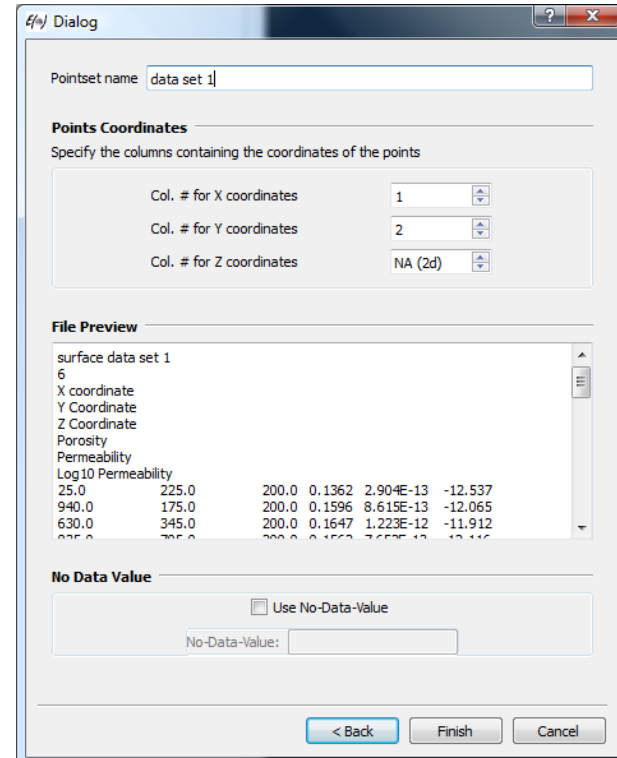 E{∞} Dialog
Pointset name data set 1
Points Coordinates
Specify the columns containing the coordinates of the points
Col. # for X coordinates 1
Col. # for Y coordinates 2
Col. # for Z coordinates NA (2d)
File Preview
surface data set 1
6
X coordinate
Y Coordinate
Z Coordinate
Porosity
Permeability
Log10 Permeability
25.0 225.0 200.0 0.1362 2.904E-13 -12.537
940.0 175.0 200.0 0.1596 8.615E-13 -12.065
630.0 345.0 200.0 0.1647 1.223E-12 -11.912
No Data Value
Use No-Data-Value
No-Data-Value:
< Back Finish Cancel